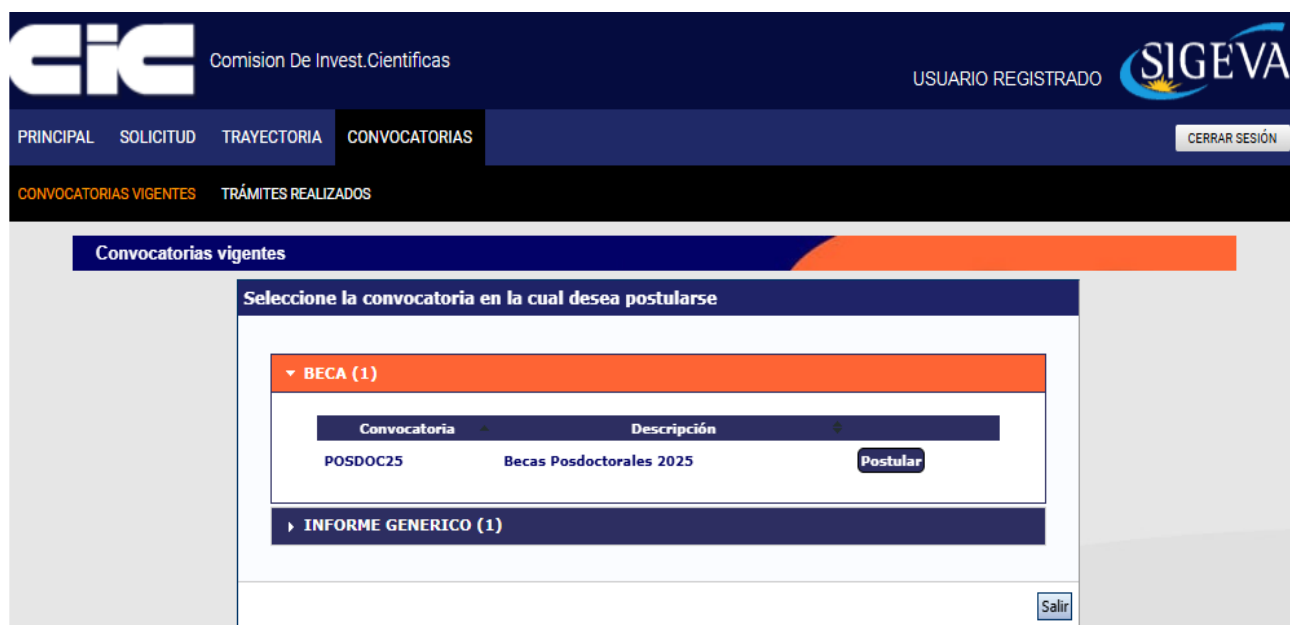 CIC
Comision De Invest.Cientificas
USUARIO REGISTRADO
SIGEVA
PRINCIPAL SOLICITUD TRAYECTORIA CONVOCATORIAS
CERRAR SESIÓN
CONVOCATORIAS VIGENTES TRÁMITES REALIZADOS
Convocatorias vigentes
Seleccione la convocatoria en la cual desea postularse
BECA (1)
Convocatoria Descripción
POSDOC25 Becas Posdoctorales 2025 Postular
INFORME GENERICO (1)
Salir